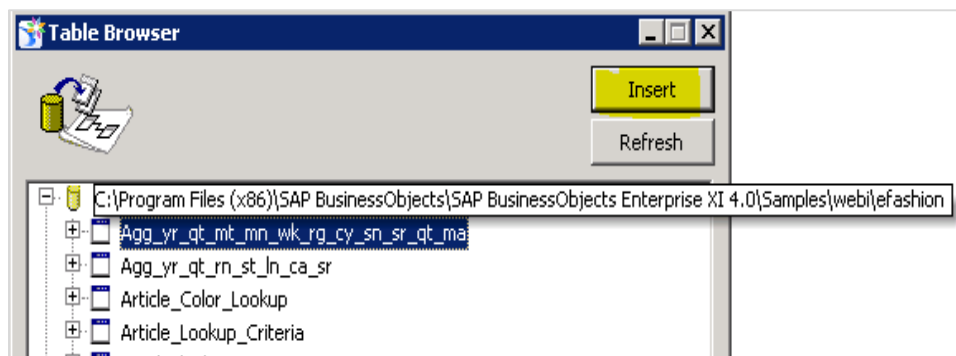 Table Browser
Insert
Refresh
C:\Program Files (x86)\SAP BusinessObjects\SAP BusinessObjects Enterprise XI 4.0\Samples\webi\efashion
Agg_yr_qt_mt_mn_wk_rg_cy_sn_sr_qt_ma
Agg_yr_qt_rn_st_ln_ca_sr
Article_Color_Lookup
Article_Lookup_Criteria